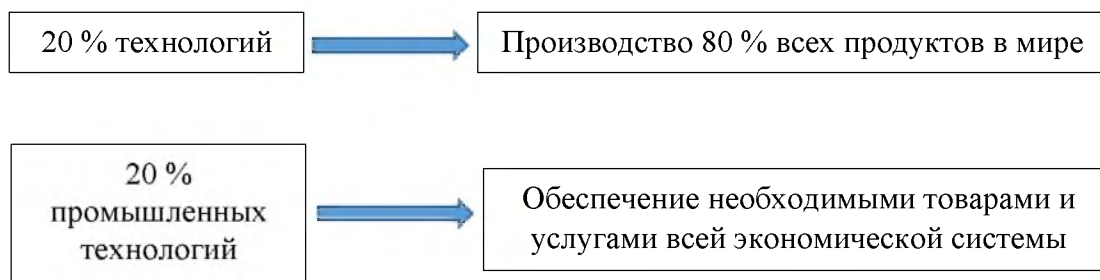 20 % технологий
Производство 80 % всех продуктов в мире
20 %
промышленных
технологий
Обеспечение необходимыми товарами и
услугами всей экономической системы